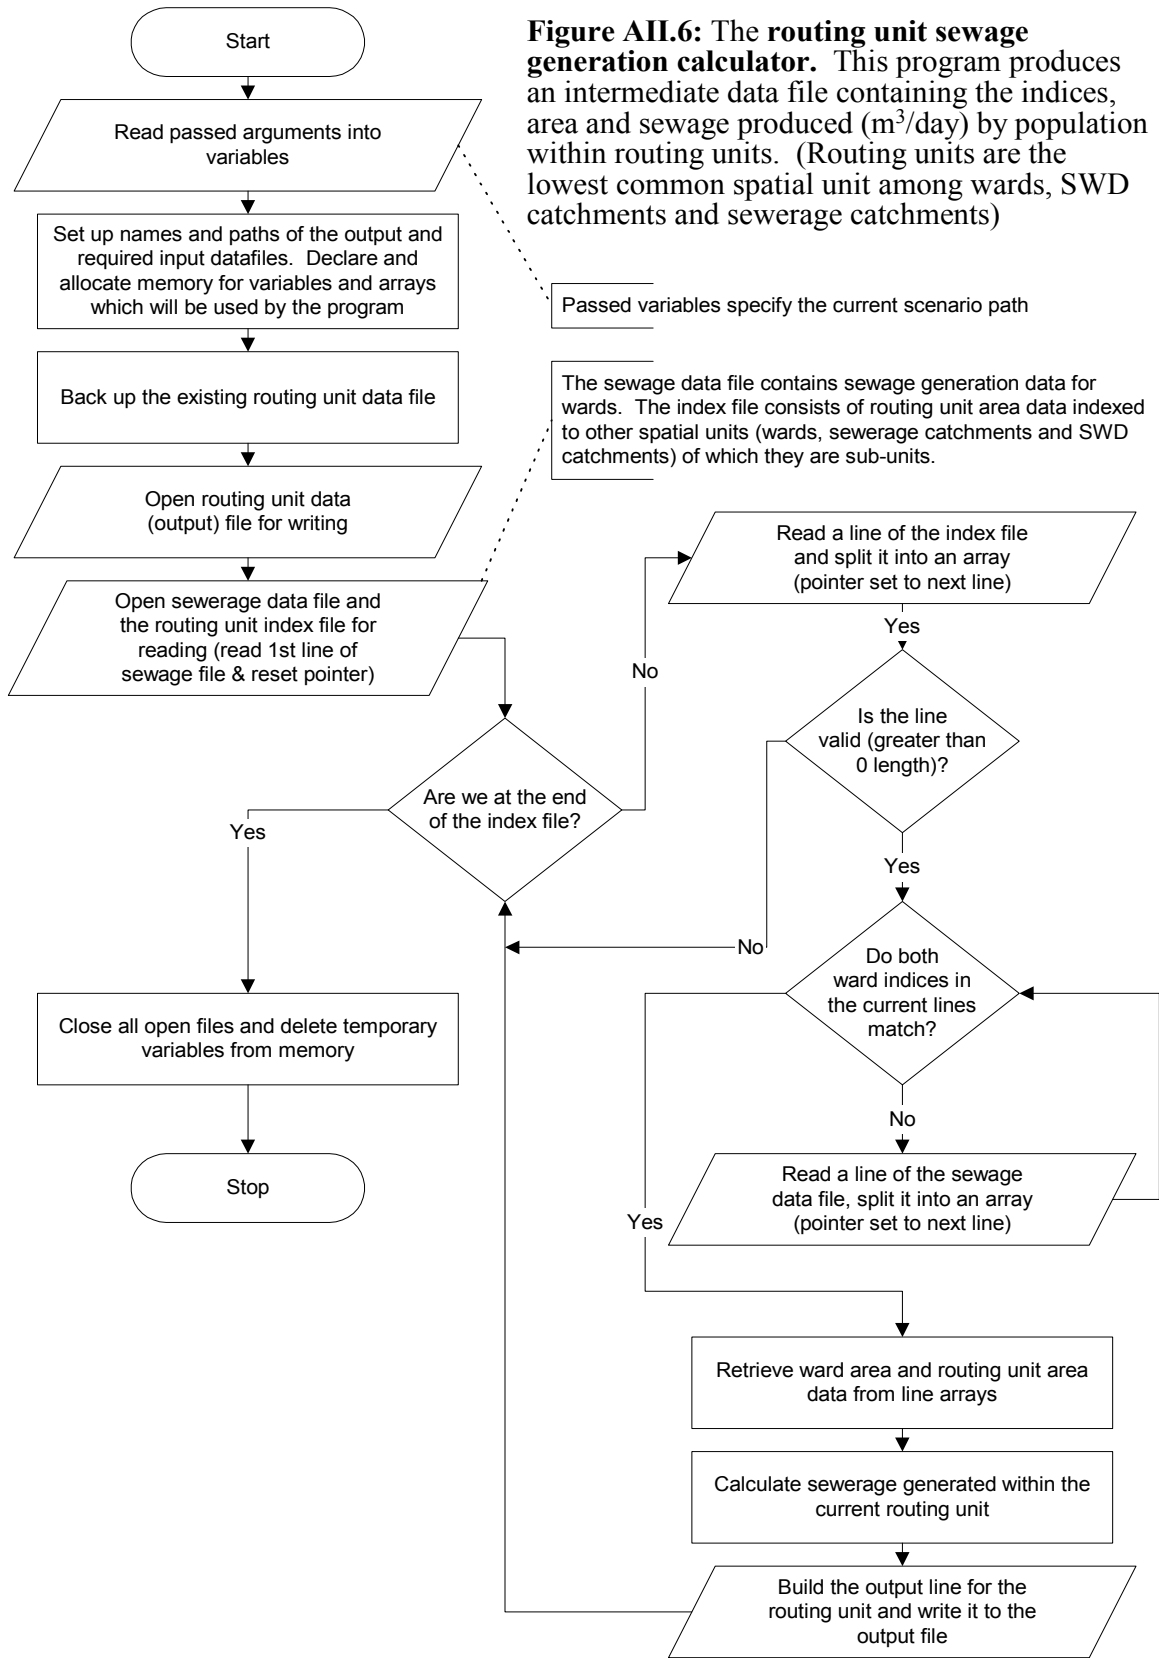 Start
Figure AII.6: The routing unit sewage
generation calculator. This program produces
an intermediate data file containing the indices,
area and sewage produced (m³/day) by population
within routing units. (Routing units are the
lowest common spatial unit among wards, SWD
catchments and sewerage catchments)
Read passed arguments into
variables
Set up names and paths of the output and
required input datafiles. Declare and
allocate memory for variables and arrays
which will be used by the program
Passed variables specify the current scenario path
Back up the existing routing unit data file
The sewage data file contains sewage generation data for
wards. The index file consists of routing unit area data indexed
to other spatial units (wards, sewerage catchments and SWD
catchments) of which they are sub-units.
Open routing unit data
(output) file for writing
Open sewerage data file and
the routing unit index file for
reading (read 1st line of
sewage file & reset pointer)
Read a line of the index file
and split it into an array
(pointer set to next line)
Yes
No
Is the line
valid (greater than
0 length)?
Are we at the end
of the index file?
Yes
Yes
No
Do both
ward indices in
the current lines
match?
Close all open files and delete temporary
variables from memory
No
Stop
Read a line of the sewage
data file, split it into an array
(pointer set to next line)
Yes
Retrieve ward area and routing unit area
data from line arrays
Calculate sewerage generated within the
current routing unit
Build the output line for the
routing unit and write it to the
output file